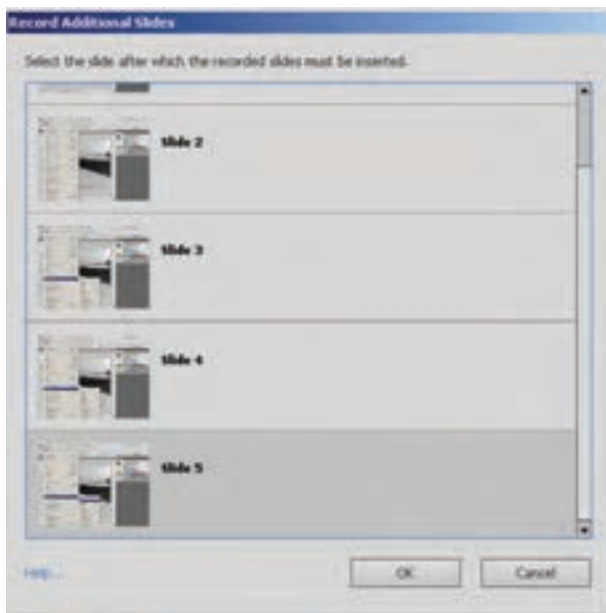 Record Additional Slides
Select the slide after which the recorded slides must be inserted.
Slide 2
Slide 3
Slide 4
Slide 5
Help...
OK
Cancel